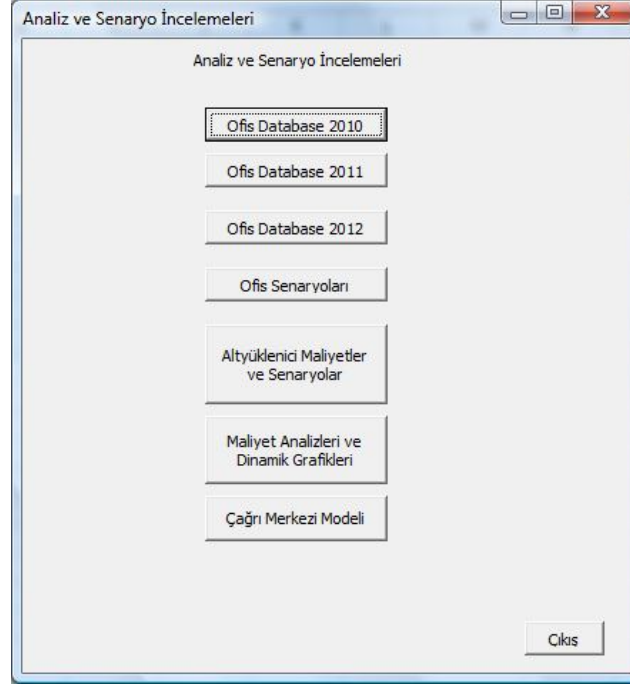 Analiz ve Senaryo İncelemeleri
Analiz ve Senaryo İncelemeleri
Ofis Database 2010
Ofis Database 2011
Ofis Database 2012
Ofis Senaryoları
Altyüklenici Maliyetler
ve Senaryolar
Maliyet Analizleri ve
Dinamik Grafikleri
Çağrı Merkezi Modeli
Çıkış